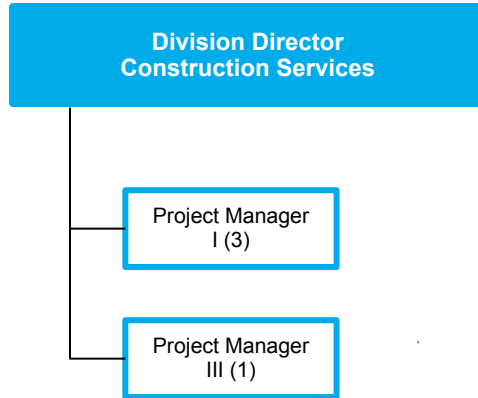 Division Director
Construction Services
Project Manager
I (3)
Project Manager
III (1)